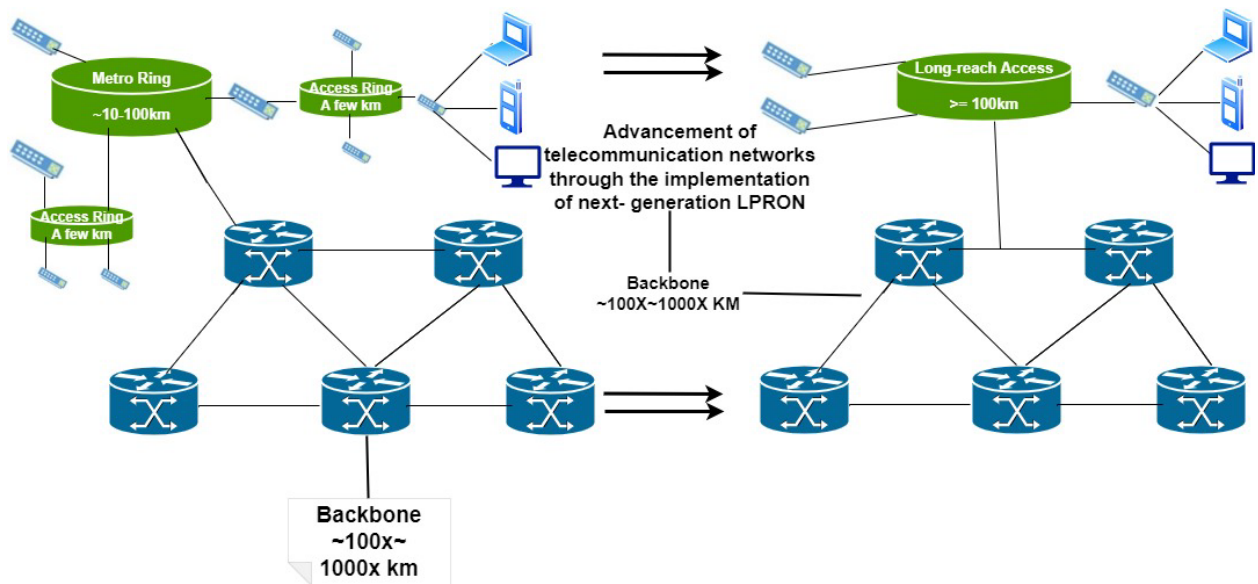 Metro Ring
~10-100km
Access Ring
A few km
Access Ring
A few km
Long-reach Access
>= 100km
Advancement of
telecommunication networks
through the implementation
of next- generation LPRON
Backbone
~100X~1000X KM
Backbone
~100x~
1000x km